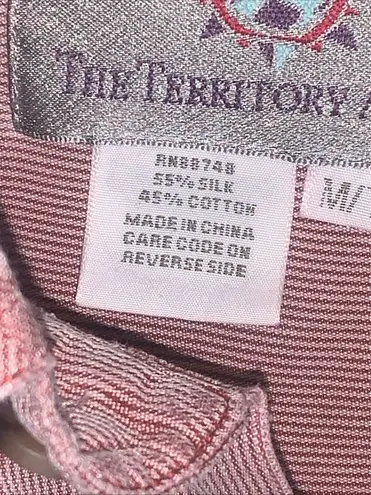 THE TERRITORY A
RN88748
55% SILK
45% COTTON
MADE IN CHINA
CARE CODE ON
REVERSE SIDE
M/